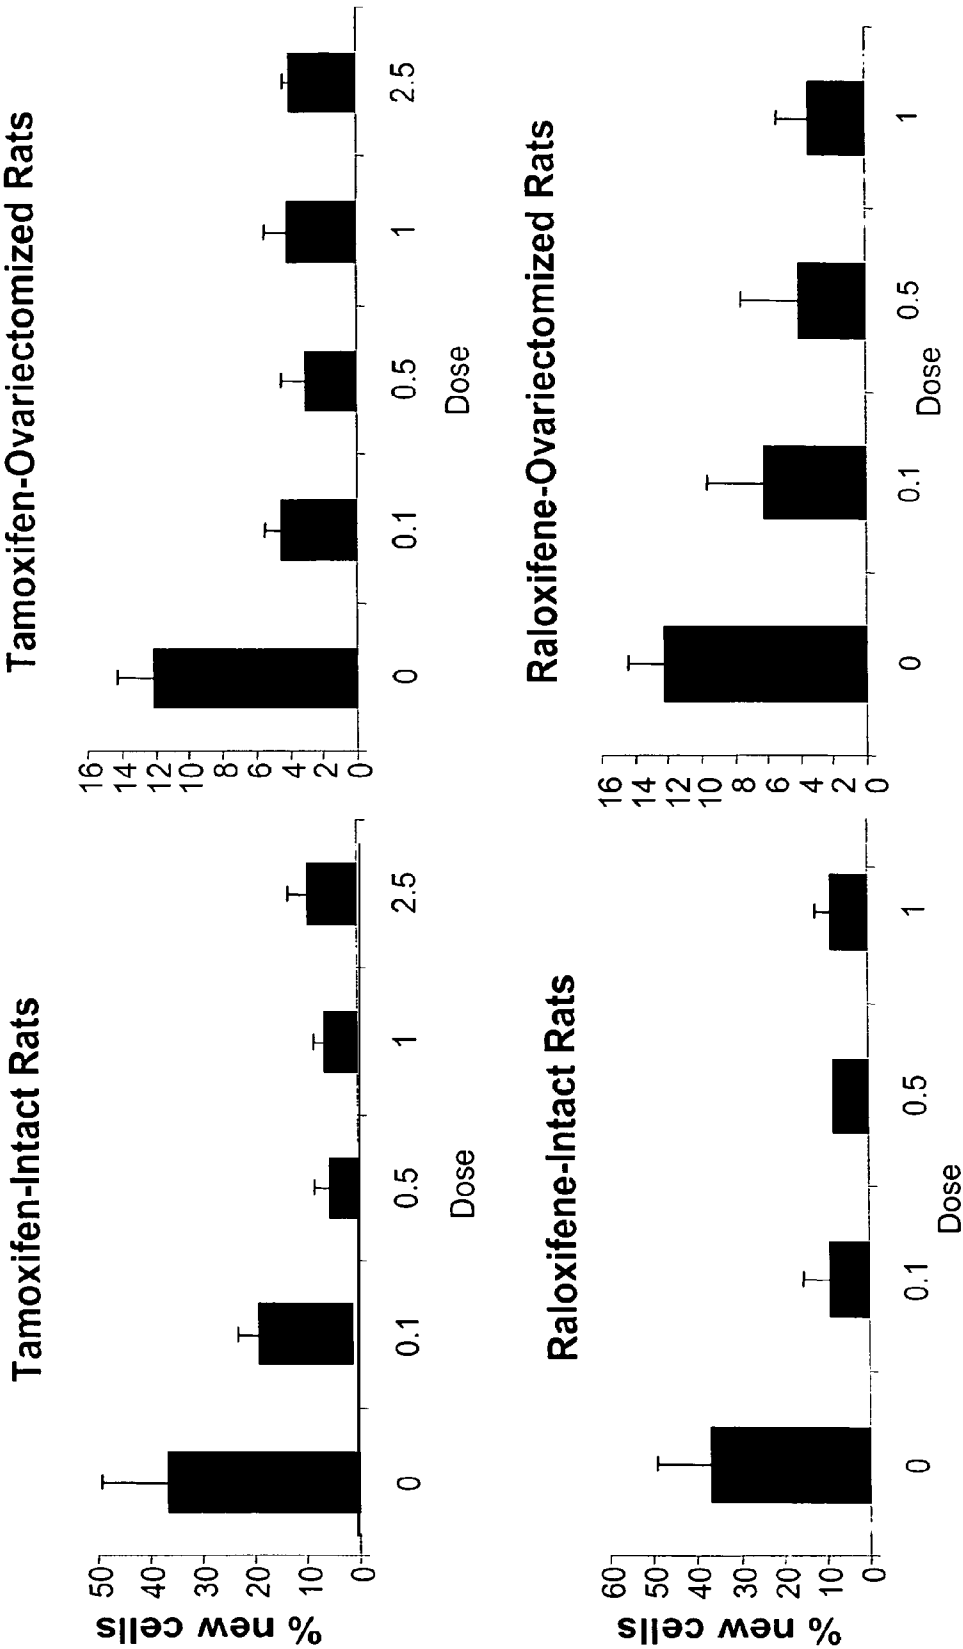 Tamoxifen-Intact Rats
% new cells
50
40
30
20
10
0
0 0.1 0.5 1 2.5
Dose
Tamoxifen-Ovariectomized Rats
16
14
12
10
8
6
4
2
0
0 0.1 0.5 1 2.5
Dose
Raloxifene-Intact Rats
% new cells
60
50
40
30
20
10
0
0 0.1 0.5 1
Dose
Raloxifene-Ovariectomized Rats
16
14
12
10
8
6
4
2
0
0 0.1 0.5 1
Dose